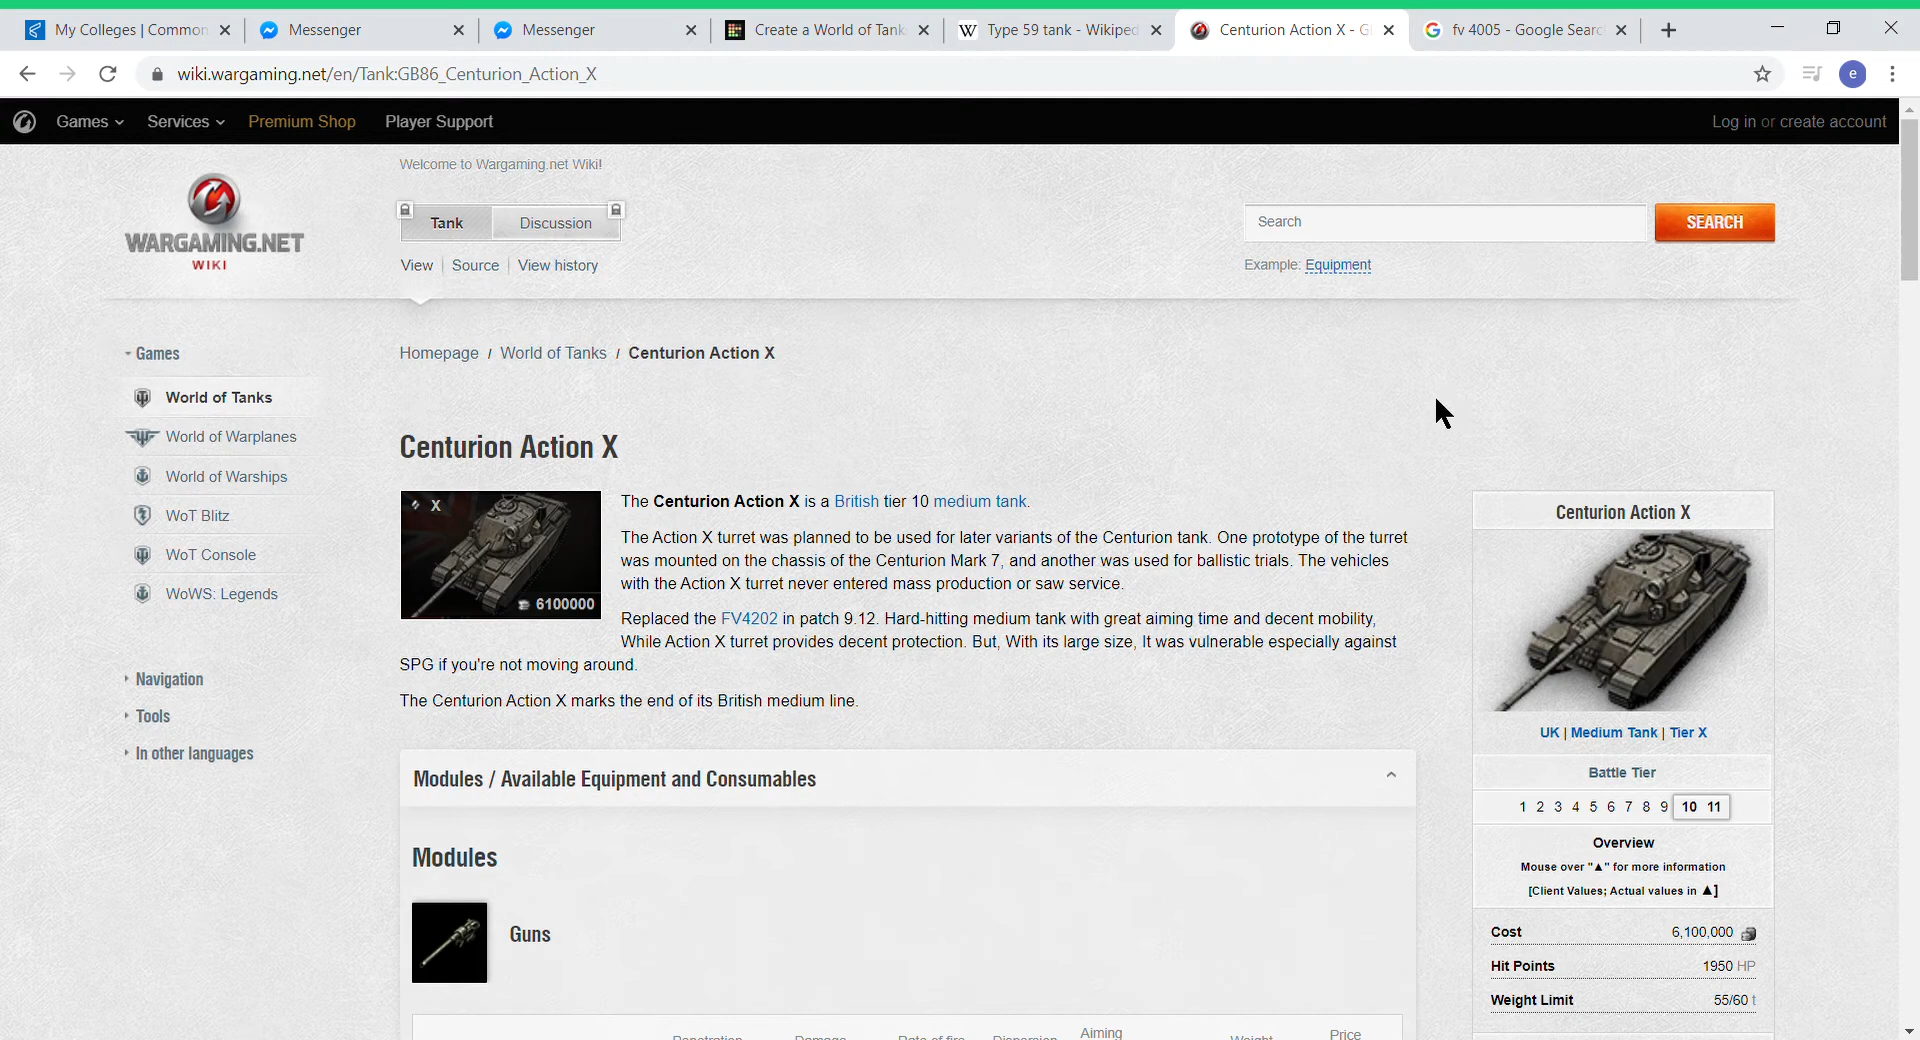 My Colleges | Common
Messenger
Messenger
Create a World of Tank
W Type 59 tank - Wikiped
Centurion Action X - Gl
G fv 4005 - Google Searc
wiki.wargaming.net/en/Tank:GB86_Centurion_Action_X
e
Games Services Premium Shop Player Support
Log in or create account
Welcome to Wargaming.net Wiki!
WARGAMING.NET
WIKI
Tank Discussion
View Source View history
Search
SEARCH
Example: Equipment
Games
World of Tanks
World of Warplanes
World of Warships
WoT Blitz
WoT Console
WoWS: Legends
Navigation
Tools
In other languages
Homepage / World of Tanks / Centurion Action X
Centurion Action X
X
6100000
The Centurion Action X is a British tier 10 medium tank.
The Action X turret was planned to be used for later variants of the Centurion tank. One prototype of the turret
was mounted on the chassis of the Centurion Mark 7, and another was used for ballistic trials. The vehicles
with the Action X turret never entered mass production or saw service.
Replaced the FV4202 in patch 9.12. Hard-hitting medium tank with great aiming time and decent mobility,
While Action X turret provides decent protection. But, With its large size, It was vulnerable especially against
SPG if you're not moving around.
The Centurion Action X marks the end of its British medium line.
Modules / Available Equipment and Consumables
Modules
Guns
Penetration Damage Rate of fire Dispersion Aiming Weight Price
Centurion Action X
UK | Medium Tank | Tier X
Battle Tier
1 2 3 4 5 6 7 8 9 10 11
Overview
Mouse over "▲" for more information
[Client Values; Actual values in ▲]
Cost 6,100,000
Hit Points 1950 HP
Weight Limit 55/60 t